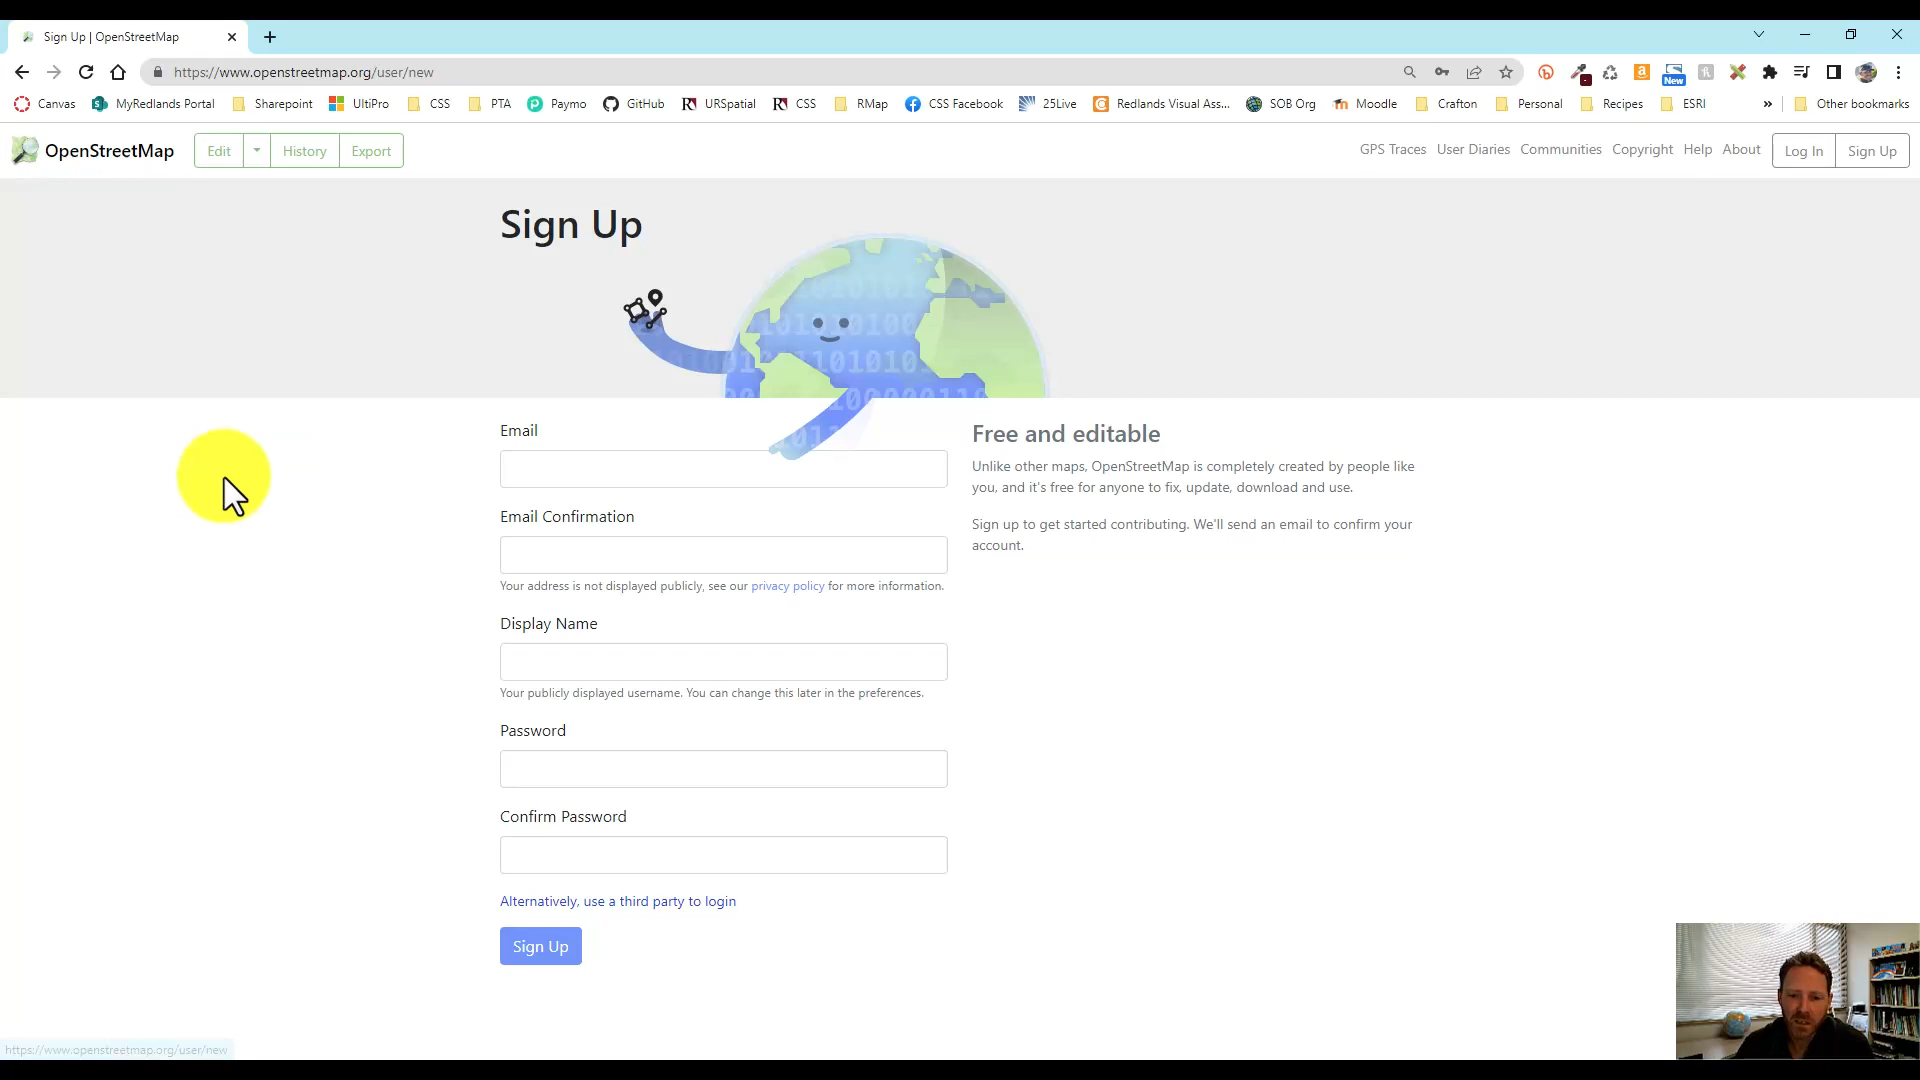 Sign Up | OpenStreetMap
https://www.openstreetmap.org/user/new
New
Canvas MyRedlands Portal Sharepoint UltiPro CSS PTA Paymo GitHub URSpatial CSS RMap CSS Facebook 25Live Redlands Visual Ass... SOB Org Moodle Crafton Personal Recipes ESRI » Other bookmarks
OpenStreetMap Edit History Export GPS Traces User Diaries Communities Copyright Help About Log In Sign Up
Sign Up
Email
Free and editable
Unlike other maps, OpenStreetMap is completely created by people like
you, and it's free for anyone to fix, update, download and use.
Email Confirmation
Sign up to get started contributing. We'll send an email to confirm your
account.
Your address is not displayed publicly, see our privacy policy for more information.
Display Name
Your publicly displayed username. You can change this later in the preferences.
Password
Confirm Password
Alternatively, use a third party to login
Sign Up
https://www.openstreetmap.org/user/new